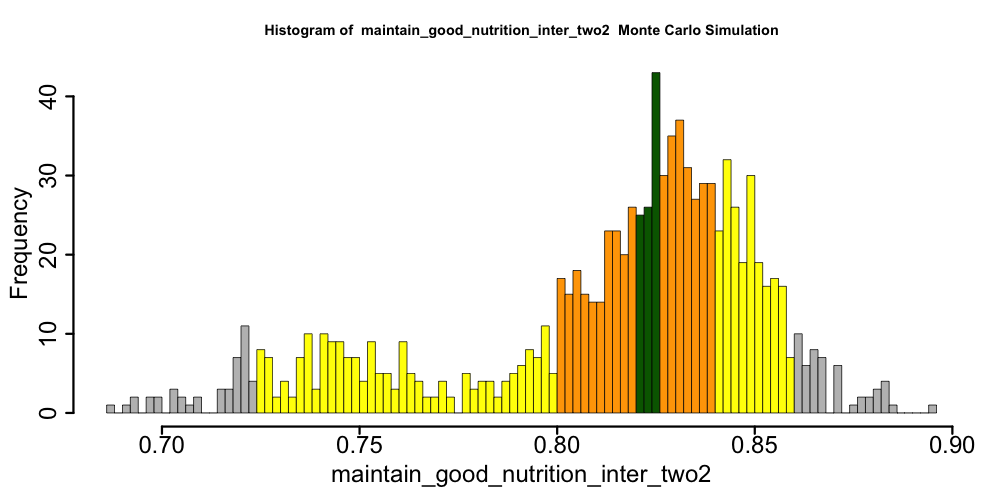 Histogram of  maintain_good_nutrition_inter_two2  Monte Carlo Simulation
40
30
20
10
0
Frequency
0.70 0.75 0.80 0.85 0.90
maintain_good_nutrition_inter_two2